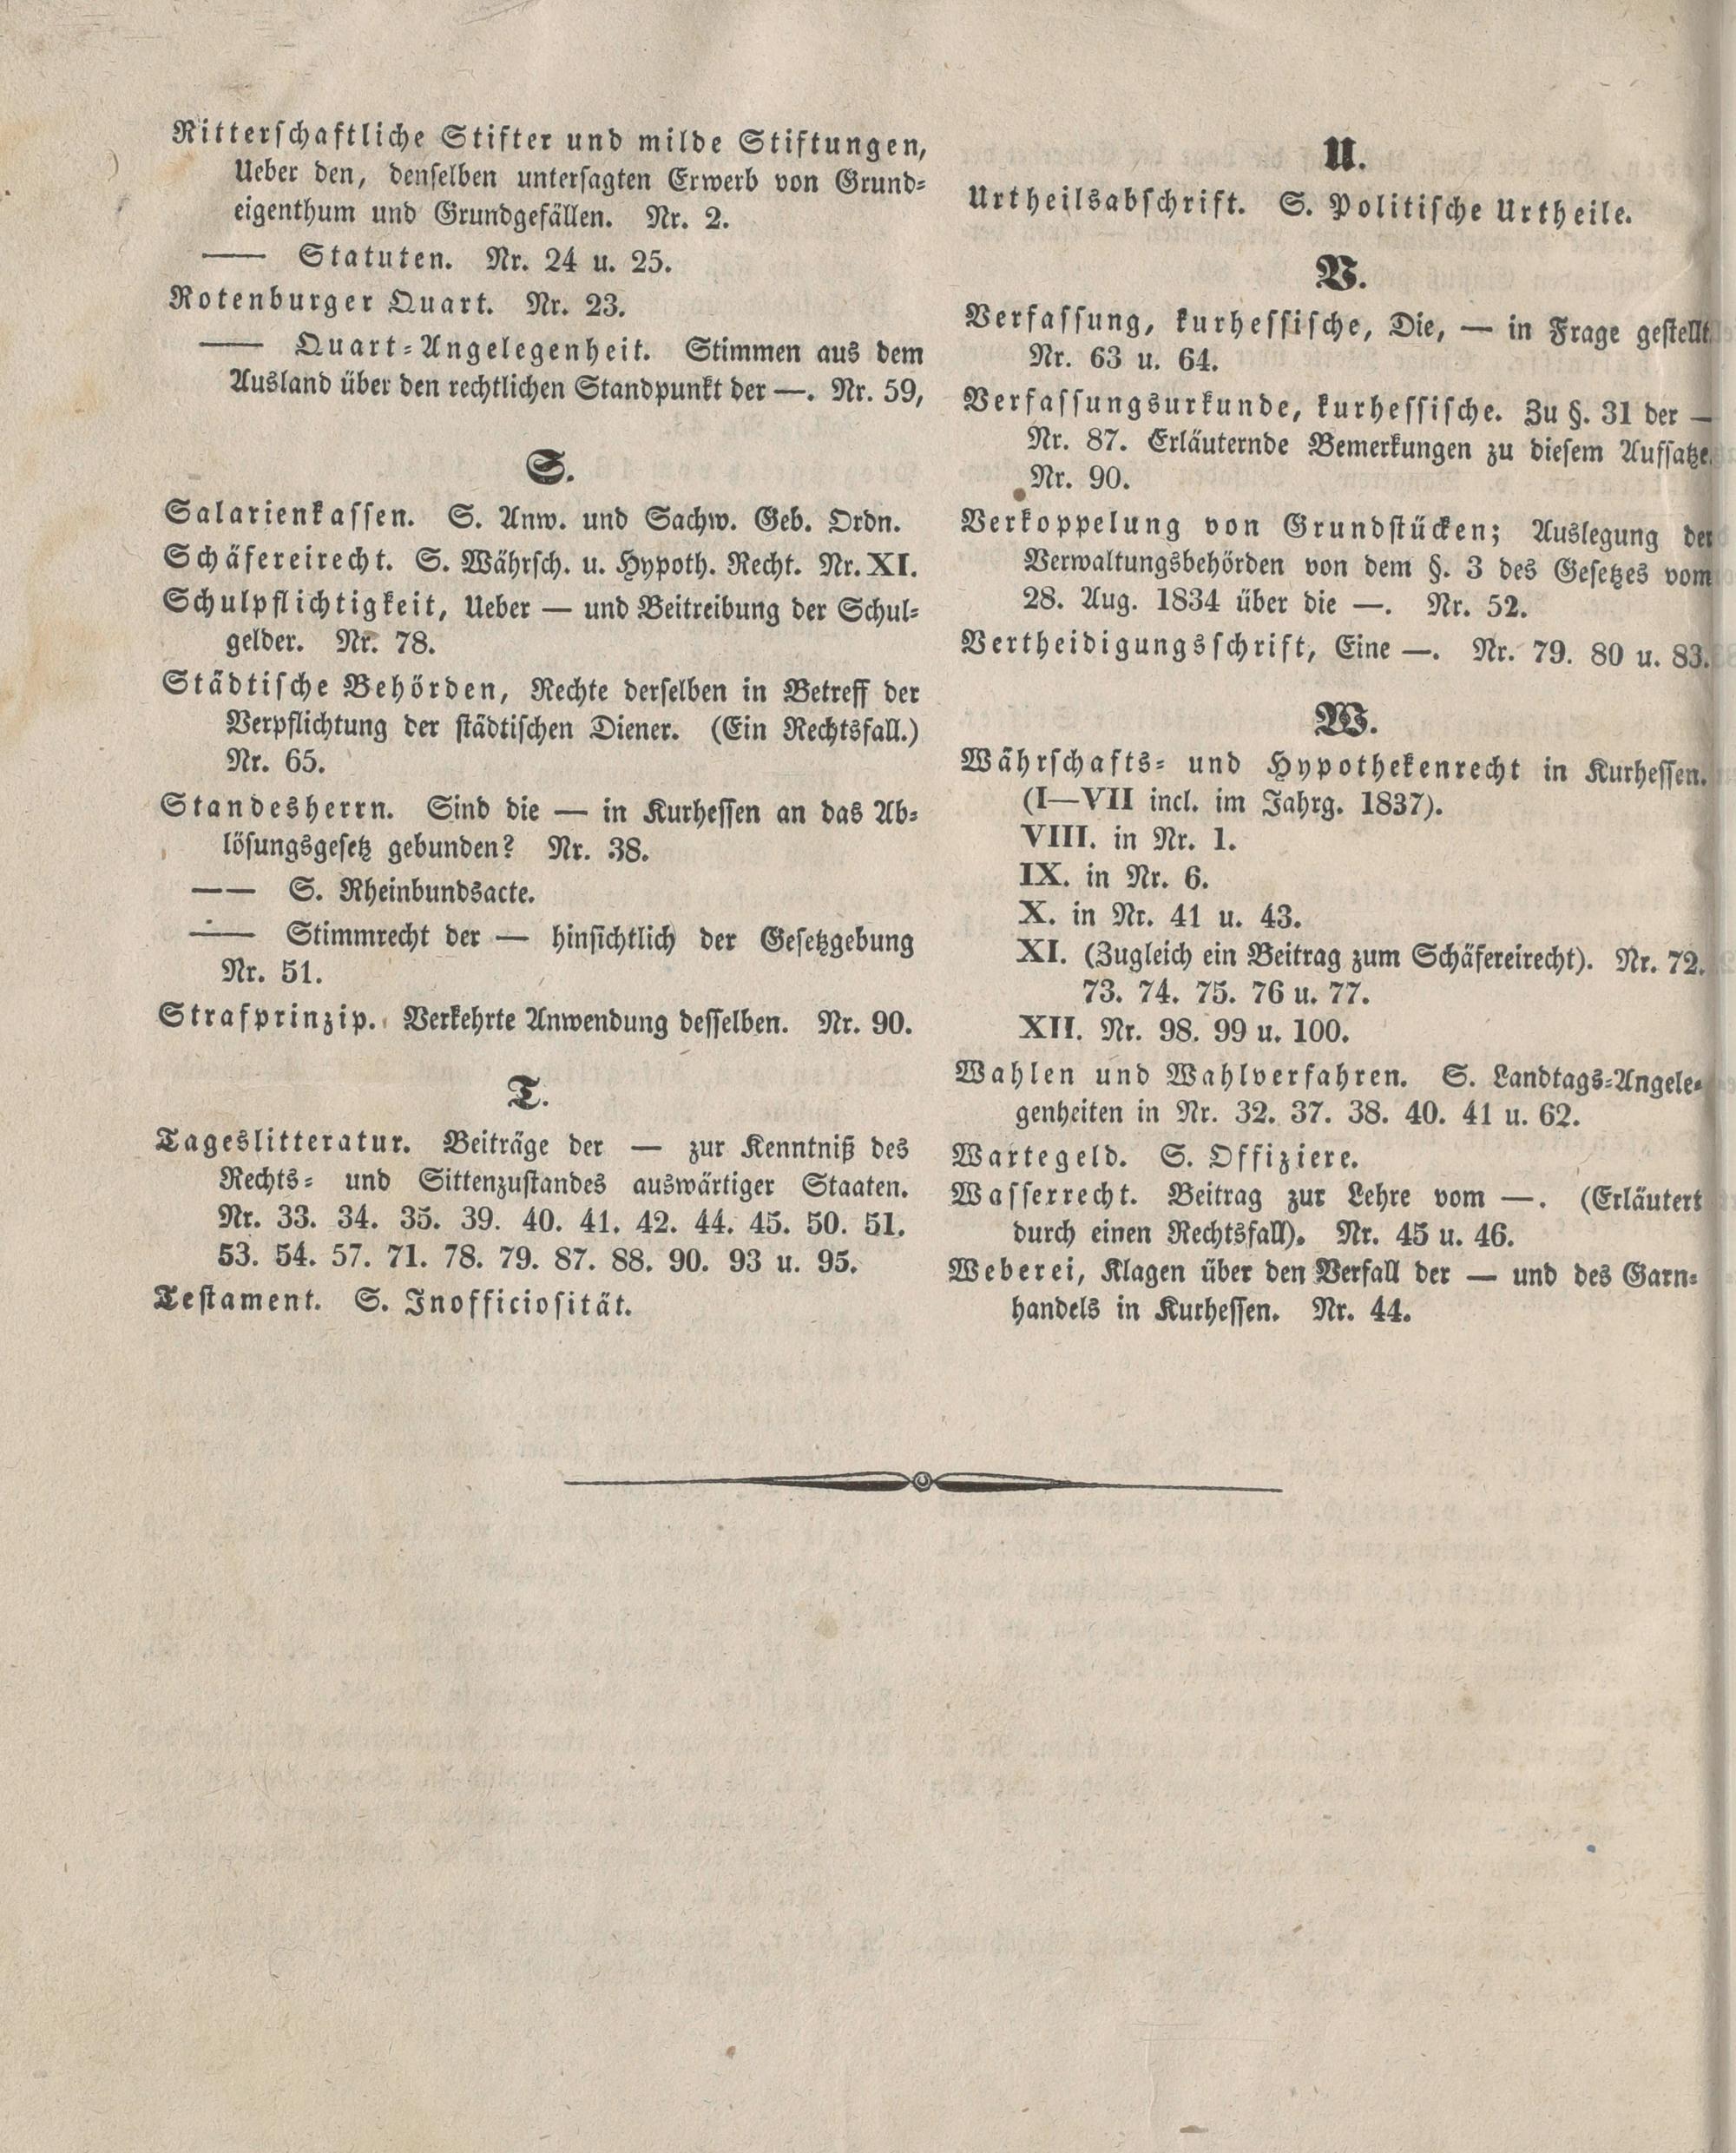 Ritterschaftliche Stifter und milde Stiftungen,
Ueber den, denselben untersagten Erwerb von Grund=
eigenthum und Grundgefällen. Nr. 2.
— Statuten. Nr. 24 u. 25.
Rotenburger Quart. Nr. 23.
— Quart=Angelegenheit. Stimmen aus dem
Ausland über den rechtlichen Standpunkt der —. Nr. 59,
S.
Salarienkassen. S. Anw. und Sachw. Geb. Ordn.
Schäfereirecht. S. Währsch. u. Hypoth. Recht. Nr. XI.
Schulpflichtigkeit, Ueber — und Beitreibung der Schul=
gelder. Nr. 78.
Städtische Behörden, Rechte derselben in Betreff der
Verpflichtung der städtischen Diener. (Ein Rechtsfall.)
Nr. 65.
Standesherrn. Sind die — in Kurhessen an das Ab=
lösungsgesetz gebunden? Nr. 38.
— — S. Rheinbundsacte.
— Stimmrecht der — hinsichtlich der Gesetzgebung
Nr. 51.
Strafprinzip. Verkehrte Anwendung desselben. Nr. 90.
T.
Tageslitteratur. Beiträge der — zur Kenntniß des
Rechts= und Sittenzustandes auswärtiger Staaten.
Nr. 33. 34. 35. 39. 40. 41. 42. 44. 45. 50. 51.
53. 54. 57. 71. 78. 79. 87. 88. 90. 93 u. 95.
Testament. S. Inofficiosität.
U.
Urtheilsabschrift. S. Politische Urtheile.
V.
Verfassung, kurhessische, Die, — in Frage gestellt.
Nr. 63 u. 64.
Verfassungsurkunde, kurhessische. Zu §. 31 der —
Nr. 87. Erläuternde Bemerkungen zu diesem Aufsatze.
Nr. 90.
Verkoppelung von Grundstücken; Auslegung der
Verwaltungsbehörden von dem §. 3 des Gesetzes vom
28. Aug. 1834 über die —. Nr. 52.
Vertheidigungsschrift, Eine —. Nr. 79. 80 u. 83.
W.
Währschafts= und Hypothekenrecht in Kurhessen.
(I—VII incl. im Jahrg. 1837).
VIII. in Nr. 1.
IX. in Nr. 6.
X. in Nr. 41 u. 43.
XI. (Zugleich ein Beitrag zum Schäfereirecht). Nr. 72.
73. 74. 75. 76 u. 77.
XII. Nr. 98. 99 u. 100.
Wahlen und Wahlverfahren. S. Landtags=Angele=
genheiten in Nr. 32. 37. 38. 40. 41 u. 62.
Wartegeld. S. Offiziere.
Wasserrecht. Beitrag zur Lehre vom —. (Erläutert
durch einen Rechtsfall). Nr. 45 u. 46.
Weberei, Klagen über den Verfall der — und des Garn=
handels in Kurhessen. Nr. 44.